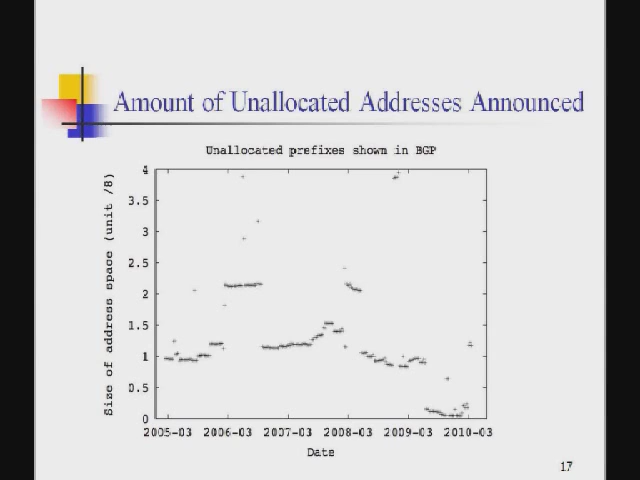 Amount of Unallocated Addresses Announced
Unallocated prefixes shown in BGP
Size of address space (unit /8)
4
3.5
3
2.5
2
1.5
1
0.5
0
2005-03 2006-03 2007-03 2008-03 2009-03 2010-03
Date
17